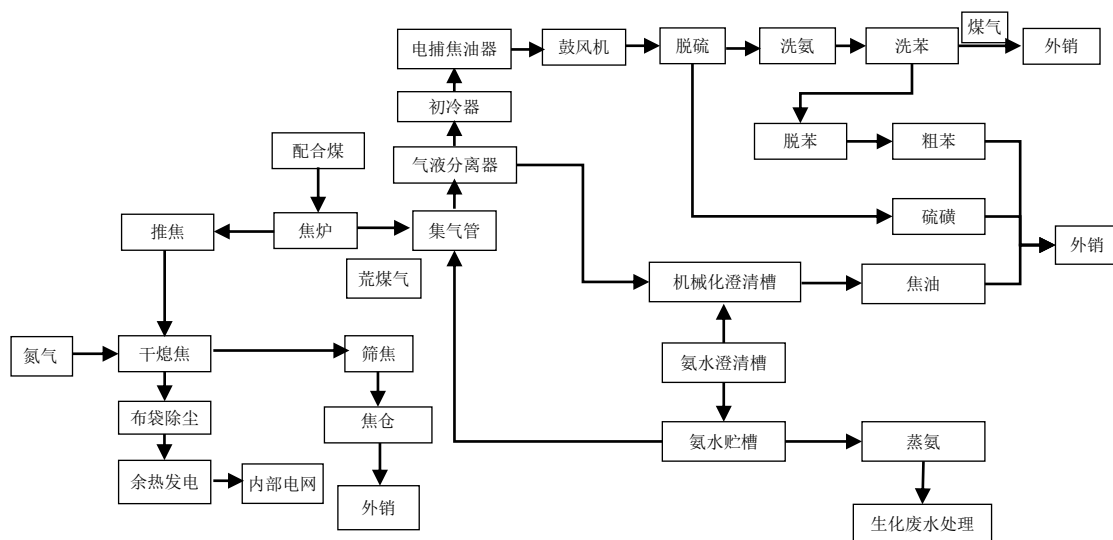 煤气
电捕焦油器
鼓风机
脱硫
洗氨
洗苯
外销
初冷器
配合煤
脱苯
粗苯
气液分离器
推焦
焦炉
集气管
硫磺
外销
荒煤气
机械化澄清槽
焦油
氮气
干熄焦
筛焦
氨水澄清槽
布袋除尘
焦仓
氨水贮槽
蒸氨
余热发电
内部电网
外销
生化废水处理